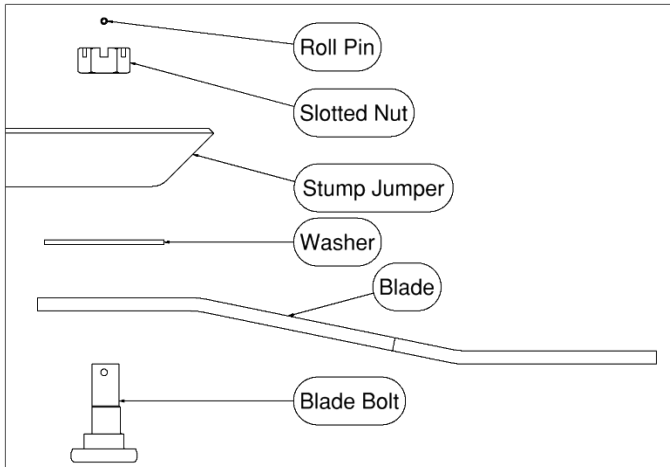 Roll Pin
Slotted Nut
Stump Jumper
Washer
Blade
Blade Bolt